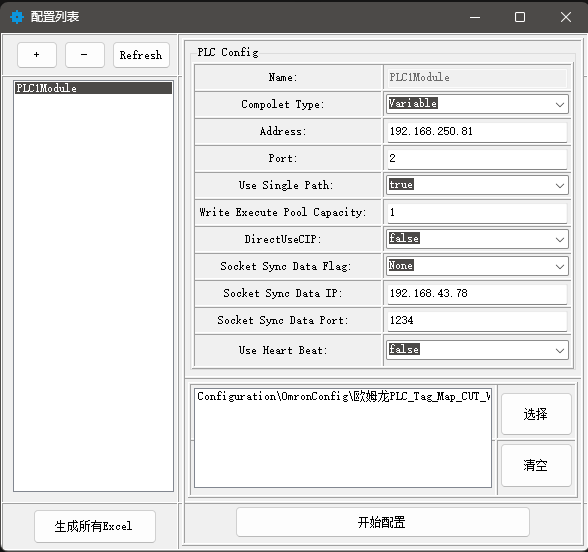 配置列表
+
-
Refresh
PLC1Module
PLC Config
Name:
PLC1Module
Compolet Type:
Variable
Address:
192.168.250.81
Port:
2
Use Single Path:
true
Write Execute Pool Capacity:
1
DirectUseCIP:
false
Socket Sync Data Flag:
None
Socket Sync Data IP:
192.168.43.78
Socket Sync Data Port:
1234
Use Heart Beat:
false
Configuration\OmronConfig\欧姆龙PLC_Tag_Map_CUT_V
选择
清空
生成所有Excel
开始配置